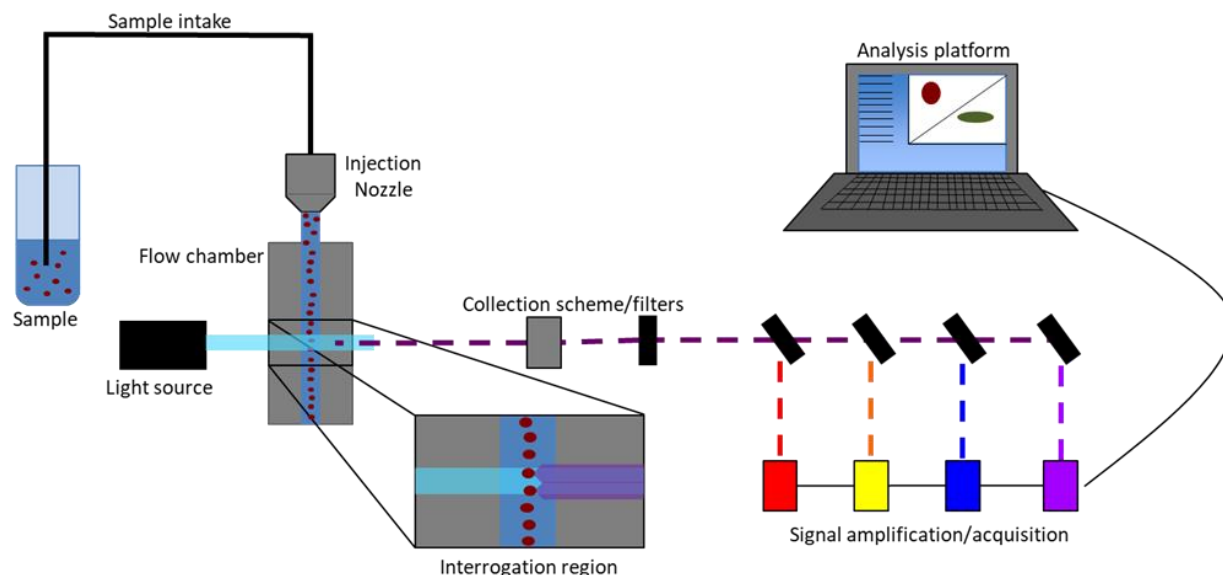 Sample intake
Analysis platform
Injection
Nozzle
Flow chamber
Collection scheme/filters
Sample
Light source
Signal amplification/acquisition
Interrogation region